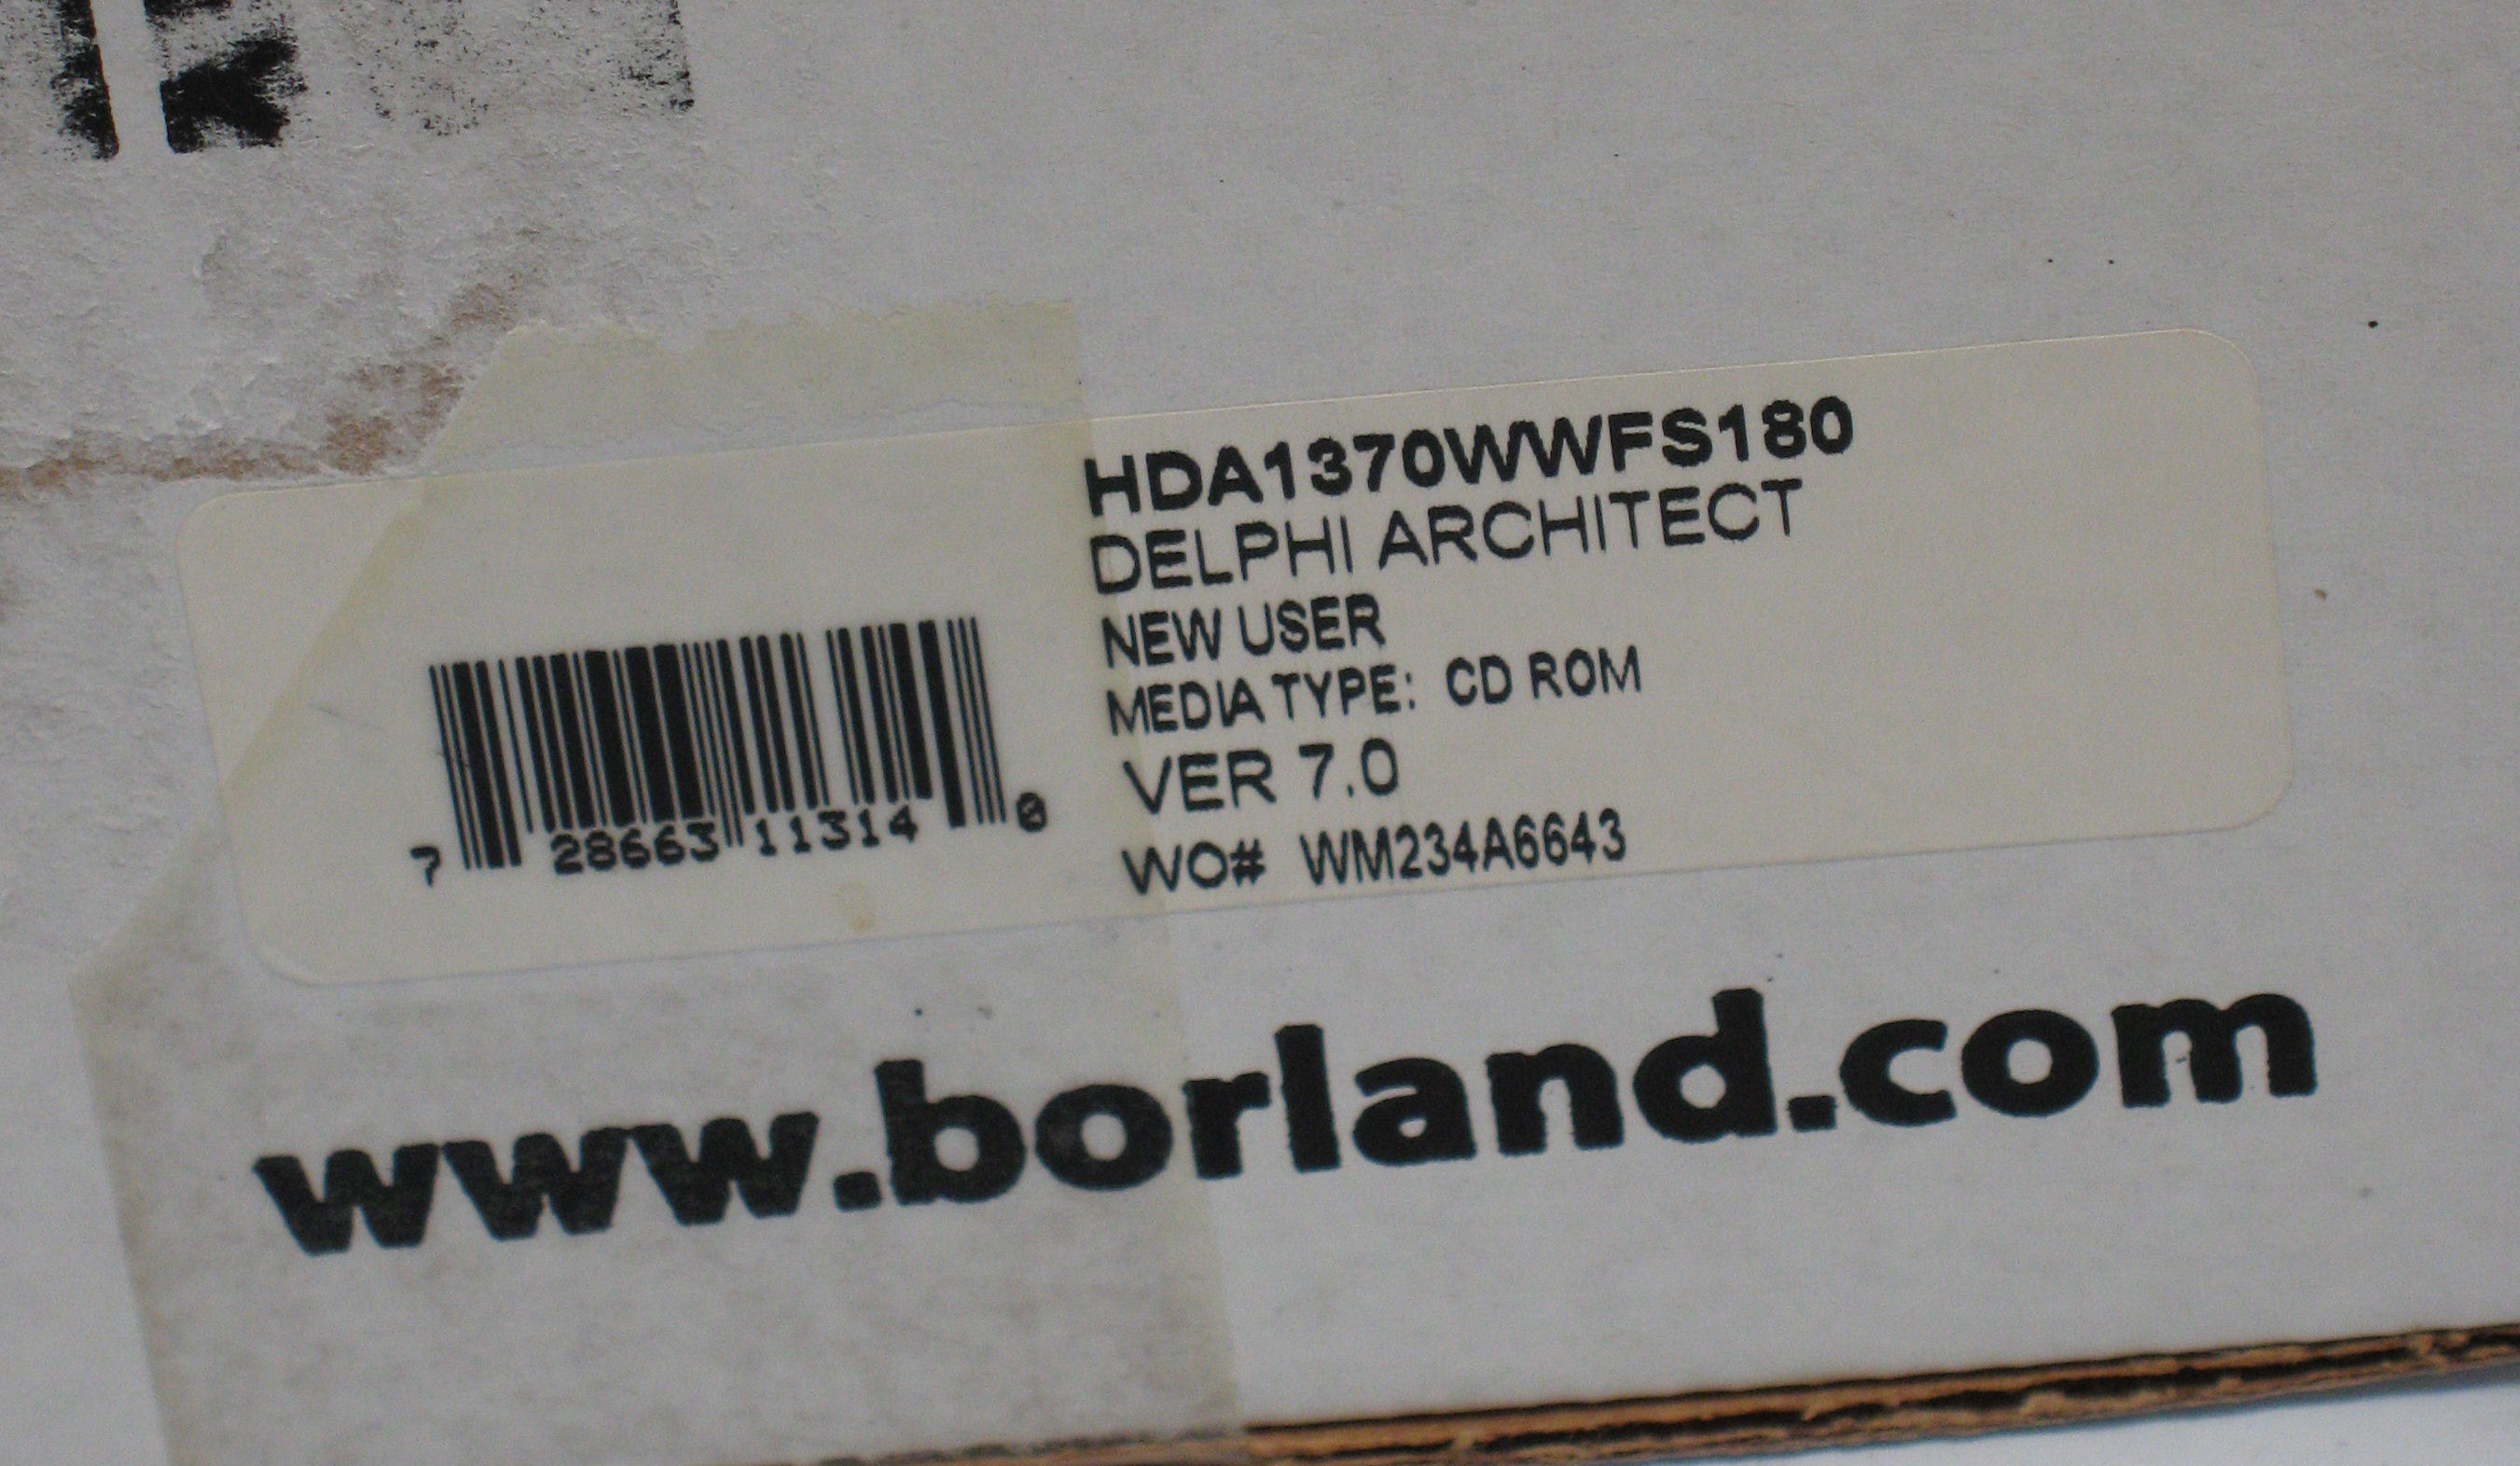 HDA1370WWFS180
DELPHI ARCHITECT
NEW USER
MEDIA TYPE: CD ROM
VER 7.0
WO# WM234A6643
7 28663 11314 0
www.borland.com